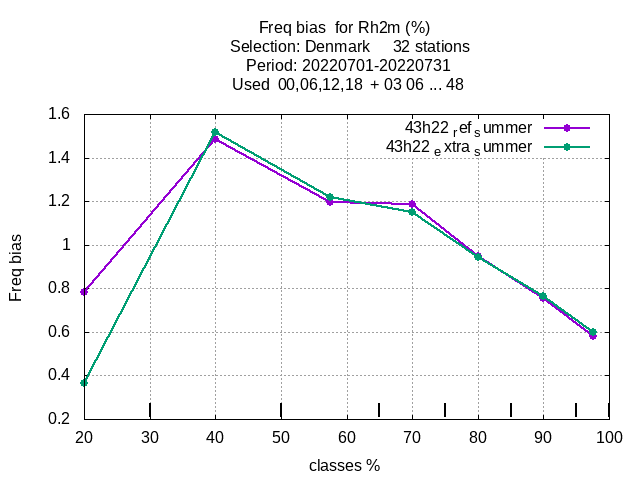 Freq bias  for Rh2m (%)
Selection: Denmark     32 stations
Period: 20220701-20220731
Used  00,06,12,18  + 03 06 ... 48
43h22 ref summer
43h22 extra summer
1.6
1.4
1.2
1
0.8
0.6
0.4
0.2
Freq bias
20 30 40 50 60 70 80 90 100
classes %